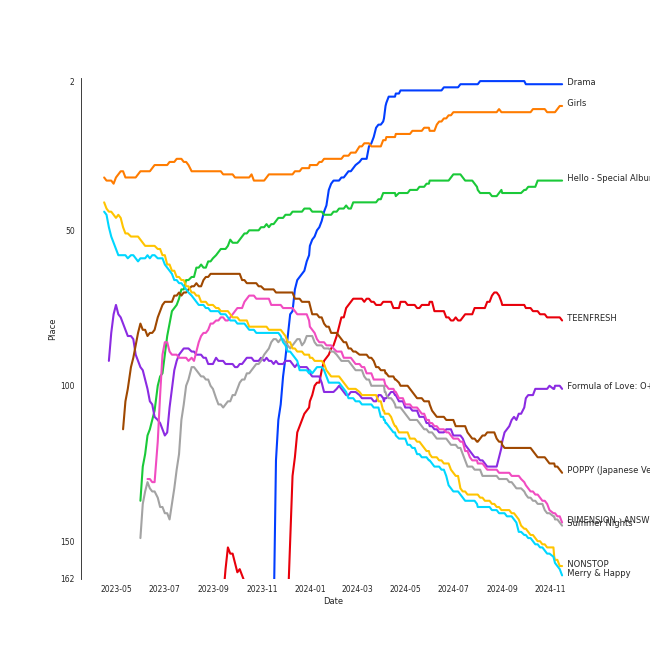 2
Drama
Girls
Hello - Special Albu
50
Place
TEENFRESH
100
Formula of Love: O+
POPPY (Japanese Ve
DIMENSION : ANSW
Summer Nights
150
NONSTOP
Merry & Happy
162
2023-05 2023-07 2023-09 2023-11 2024-01 2024-03 2024-05 2024-07 2024-09 2024-11
Date